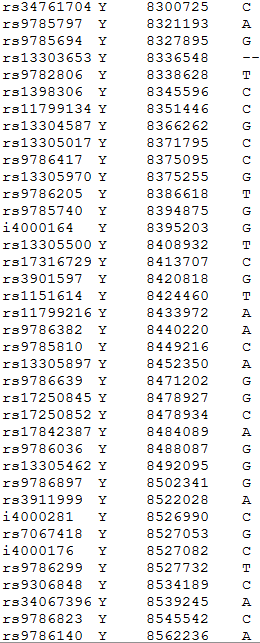 rs34761704 Y 8300725 C
rs9785797 Y 8321193 A
rs9785694 Y 8327895 G
rs13303653 Y 8336548 --
rs9782806 Y 8338628 T
rs1398306 Y 8345596 C
rs11799134 Y 8351446 C
rs13304587 Y 8366262 G
rs13305017 Y 8371795 C
rs9786417 Y 8375095 C
rs13305970 Y 8375255 G
rs9786205 Y 8386618 T
rs9785740 Y 8394875 G
i4000164 Y 8395203 G
rs13305500 Y 8408932 T
rs17316729 Y 8413707 C
rs3901597 Y 8420818 G
rs1151614 Y 8424460 T
rs11799216 Y 8433972 A
rs9786382 Y 8440220 A
rs9785810 Y 8449216 C
rs13305897 Y 8452350 A
rs9786639 Y 8471202 G
rs17250845 Y 8478927 G
rs17250852 Y 8478934 C
rs17842387 Y 8484089 A
rs9786036 Y 8488087 G
rs13305462 Y 8492095 G
rs9786897 Y 8502341 G
rs3911999 Y 8522028 A
i4000281 Y 8526990 C
rs7067418 Y 8527053 G
i4000176 Y 8527082 C
rs9786299 Y 8527732 T
rs9306848 Y 8534189 C
rs34067396 Y 8539245 A
rs9786823 Y 8545542 C
rs9786140 Y 8562236 A